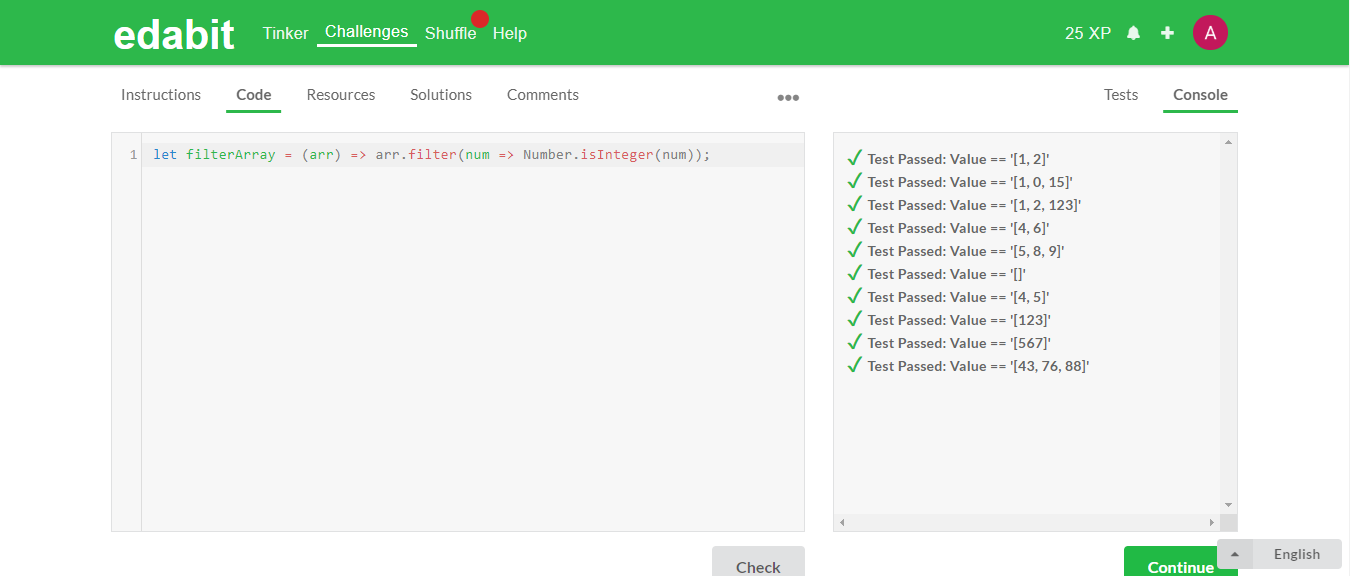 edabit Tinker Challenges Shuffle Help 25 XP A
Instructions Code Resources Solutions Comments ••• Tests Console
1 let filterArray = (arr) => arr.filter(num => Number.isInteger(num));
Test Passed: Value == '[1, 2]'
Test Passed: Value == '[1, 0, 15]'
Test Passed: Value == '[1, 2, 123]'
Test Passed: Value == '[4, 6]'
Test Passed: Value == '[5, 8, 9]'
Test Passed: Value == '[]'
Test Passed: Value == '[4, 5]'
Test Passed: Value == '[123]'
Test Passed: Value == '[567]'
Test Passed: Value == '[43, 76, 88]'
Check Continue English